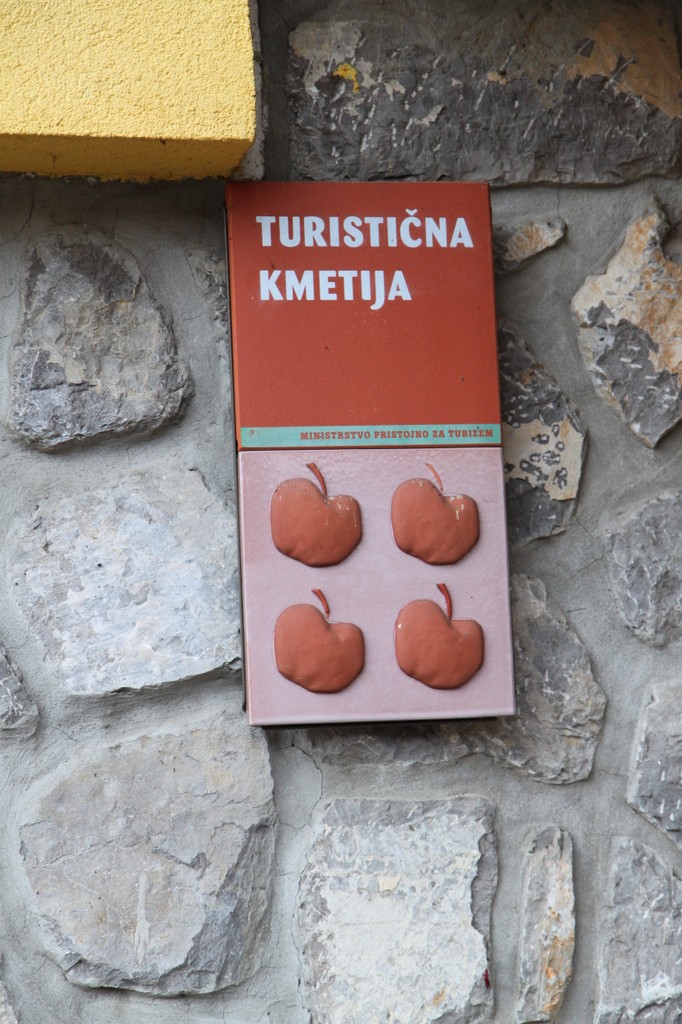 TURISTIČNA
KMETIJA
MINISTRSTVO PRISTOJNO ZA TURIZEM